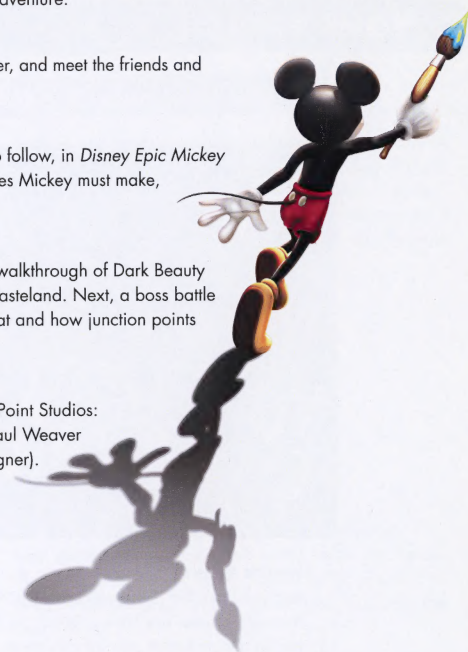 adventure.
er, and meet the friends and
o follow, in Disney Epic Mickey
es Mickey must make,
walkthrough of Dark Beauty
asteland. Next, a boss battle
at and how junction points
Point Studios:
aul Weaver
gner).